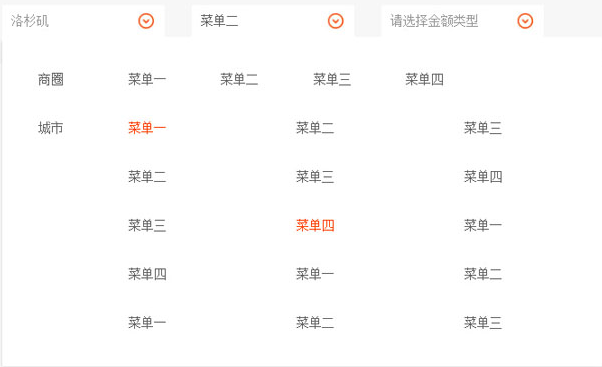 洛杉矶 菜单二 请选择金额类型
商圈 菜单一 菜单二 菜单三 菜单四
城市 菜单一 菜单二 菜单三
菜单二 菜单三 菜单四
菜单三 菜单四 菜单一
菜单四 菜单一 菜单二
菜单一 菜单二 菜单三